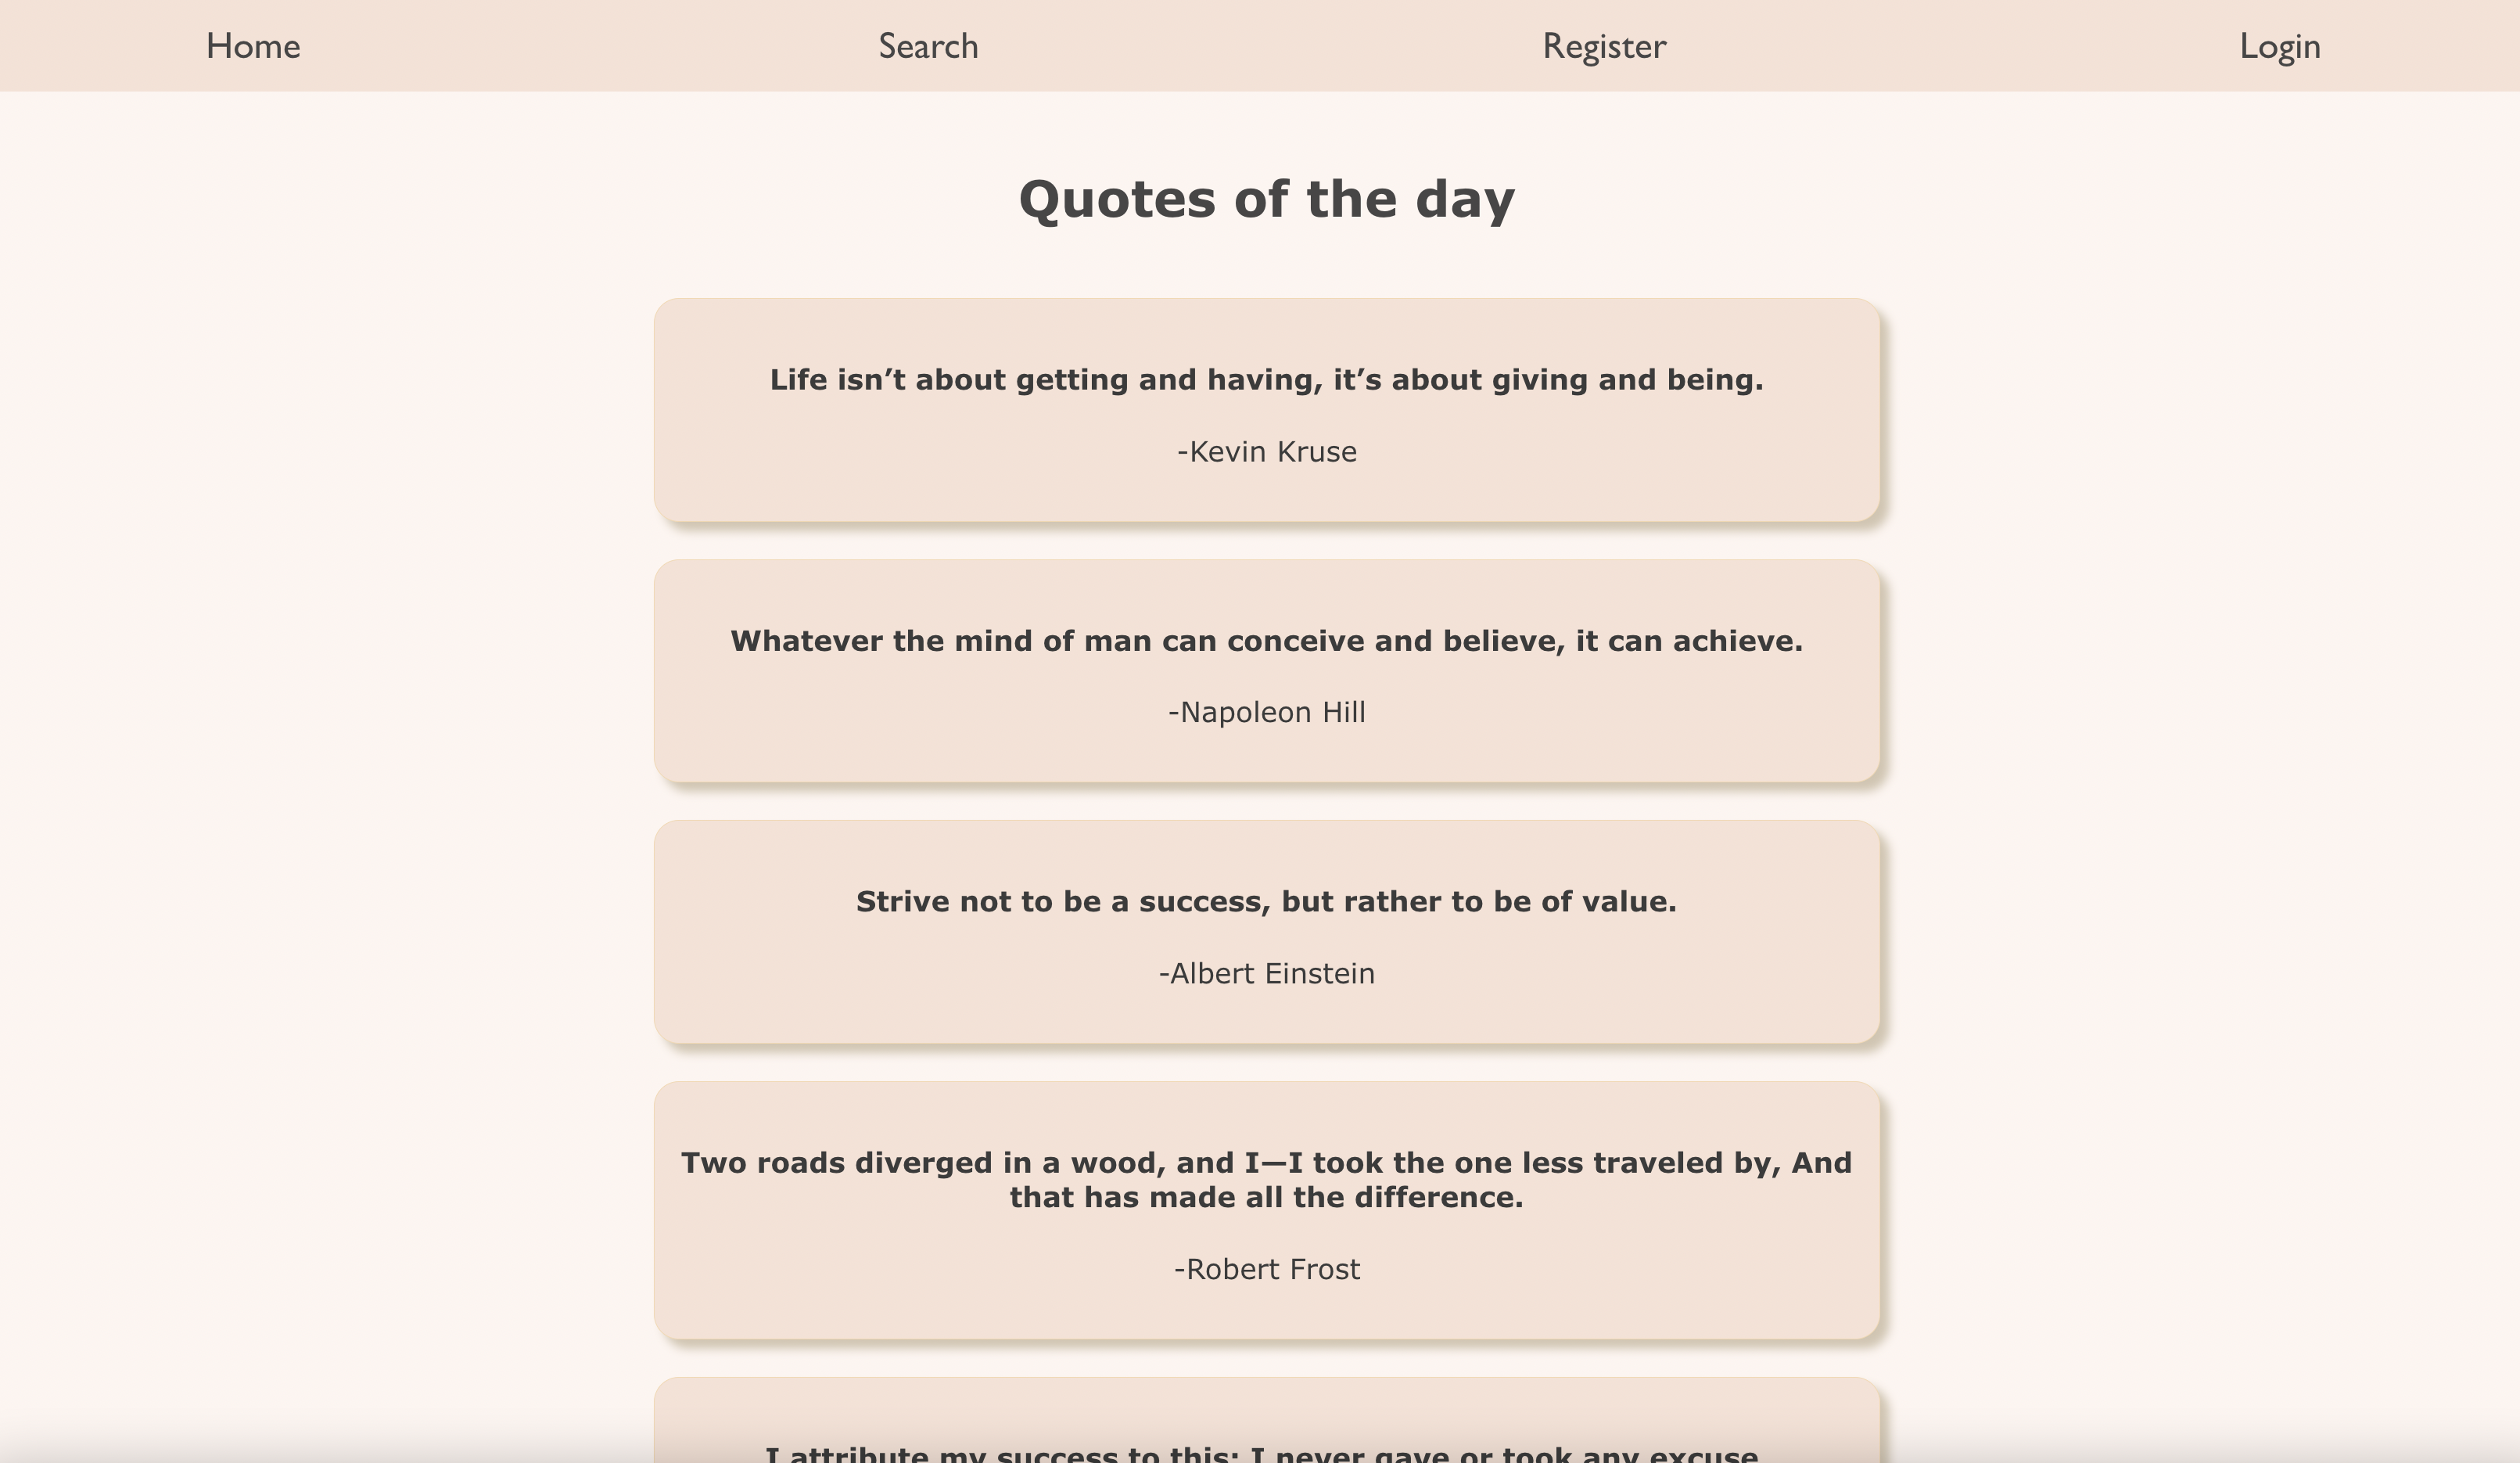 Home Search Register Login
Quotes of the day
Life isn’t about getting and having, it’s about giving and being.
-Kevin Kruse
Whatever the mind of man can conceive and believe, it can achieve.
-Napoleon Hill
Strive not to be a success, but rather to be of value.
-Albert Einstein
Two roads diverged in a wood, and I—I took the one less traveled by, And
that has made all the difference.
-Robert Frost
I attribute my success to this: I never gave or took any excuse